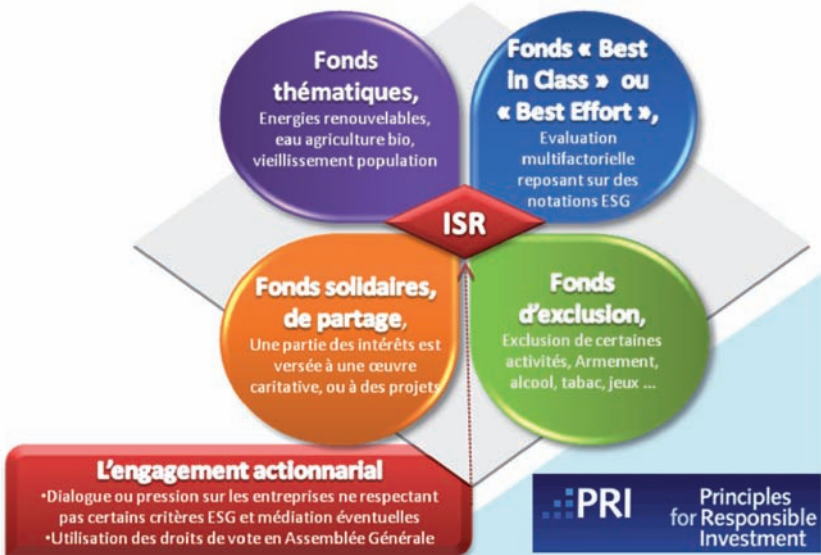 Fonds
thématiques,
Energies renouvelables,
eau agriculture bio,
vieillissement population
Fonds « Best
in Class » ou
« Best Effort »,
Evaluation
multifactorielle
reposant sur des
notations ESG
ISR
Fonds solidaires,
de partage,
Une partie des intérêts est
versée à une œuvre
caritative, ou à des projets
Fonds
d'exclusion,
Exclusion de certaines
activités, Armement,
alcool, tabac, jeux ...
L'engagement actionnarial
•Dialogue ou pression sur les entreprises ne respectant
pas certains critères ESG et médiation éventuelles
•Utilisation des droits de vote en Assemblée Générale
PRI
Principles
for Responsible
Investment